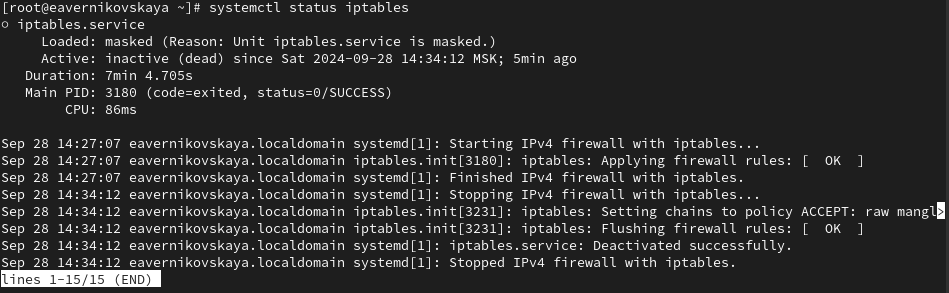 [root@eavernikovskaya ~]# systemctl status iptables
○ iptables.service
     Loaded: masked (Reason: Unit iptables.service is masked.)
     Active: inactive (dead) since Sat 2024-09-28 14:34:12 MSK; 5min ago
   Duration: 7min 4.705s
   Main PID: 3180 (code=exited, status=0/SUCCESS)
        CPU: 86ms

Sep 28 14:27:07 eavernikovskaya.localdomain systemd[1]: Starting IPv4 firewall with iptables...
Sep 28 14:27:07 eavernikovskaya.localdomain iptables.init[3180]: iptables: Applying firewall rules: [  OK  ]
Sep 28 14:27:07 eavernikovskaya.localdomain systemd[1]: Finished IPv4 firewall with iptables.
Sep 28 14:34:12 eavernikovskaya.localdomain systemd[1]: Stopping IPv4 firewall with iptables...
Sep 28 14:34:12 eavernikovskaya.localdomain iptables.init[3231]: iptables: Setting chains to policy ACCEPT: raw mangl>
Sep 28 14:34:12 eavernikovskaya.localdomain iptables.init[3231]: iptables: Flushing firewall rules: [  OK  ]
Sep 28 14:34:12 eavernikovskaya.localdomain systemd[1]: iptables.service: Deactivated successfully.
Sep 28 14:34:12 eavernikovskaya.localdomain systemd[1]: Stopped IPv4 firewall with iptables.
lines 1-15/15 (END)